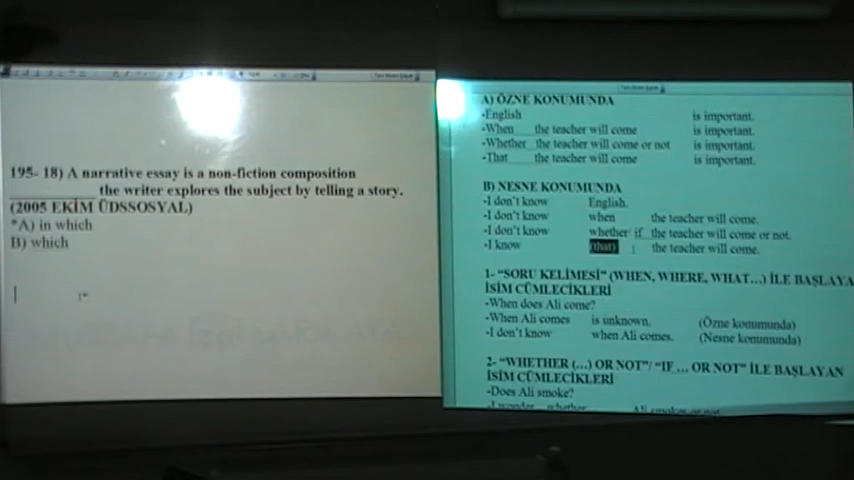 195- 18) A narrative essay is a non-fiction composition
__________ the writer explores the subject by telling a story.
(2005 EKİM ÜDSSOSYAL)
*A) in which
B) which
A) ÖZNE KONUMUNDA
-English is important.
-When the teacher will come is important.
-Whether the teacher will come or not is important.
-That the teacher will come is important.
B) NESNE KONUMUNDA
-I don't know English.
-I don't know when the teacher will come.
-I don't know whether/ if the teacher will come or not.
-I know (that) the teacher will come.
1- “SORU KELİMESİ” (WHEN, WHERE, WHAT…) İLE BAŞLAYA
İSİM CÜMLECİKLERİ
-When does Ali come?
-When Ali comes is unknown. (Özne konumunda)
-I don't know when Ali comes. (Nesne konumunda)
2- “WHETHER (…) OR NOT”/ “IF … OR NOT” İLE BAŞLAYAN
İSİM CÜMLECİKLERİ
-Does Ali smoke?
-I wonder whether Ali smokes or not